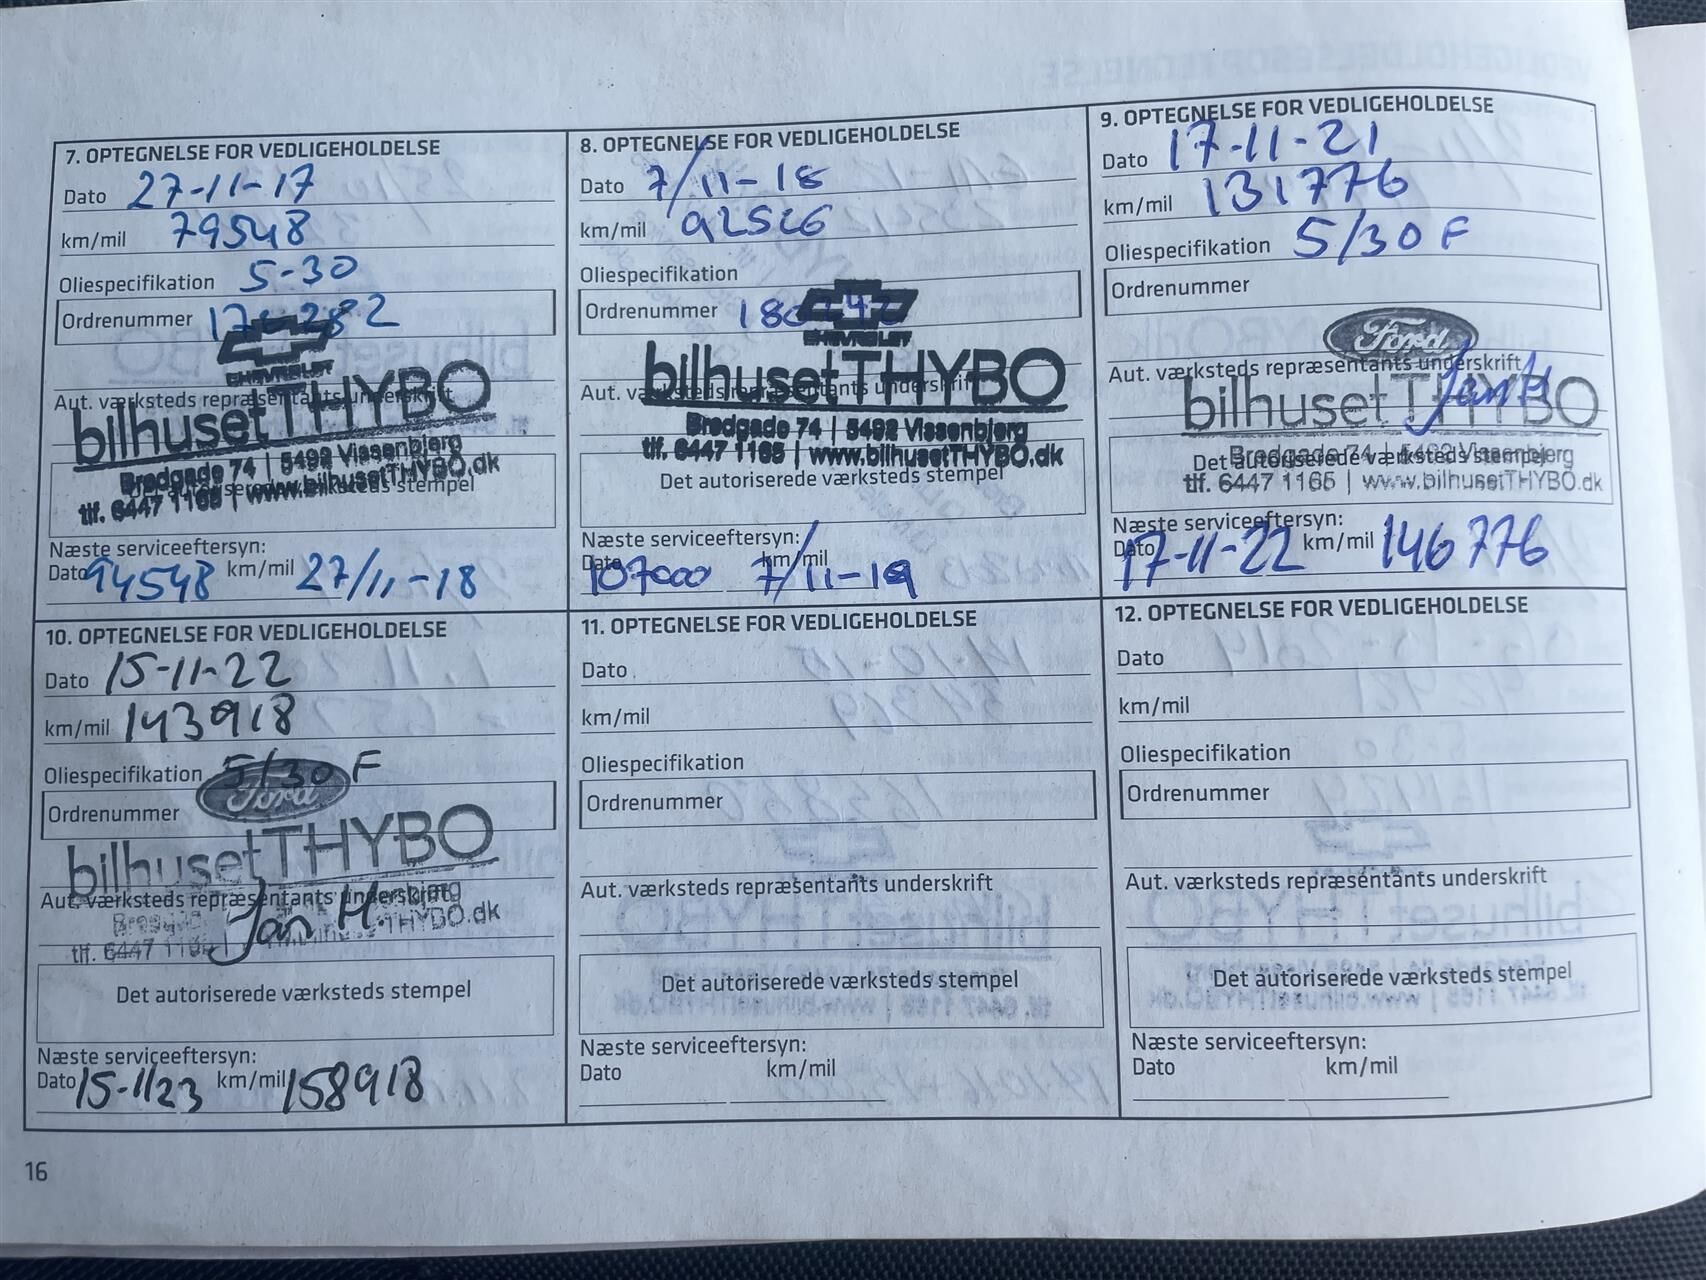 7. OPTEGNELSE FOR VEDLIGEHOLDELSE
Dato 27-11-17
km/mil 79548
Oliespecifikation 5-30
Ordrenummer
CHEVROLET
Aut. værksteds repræsentants underskrift
bilhusetTHYBO
Bredgade 74 | 5492 Vissenbjerg
tlf. 6447 1165 | www.bilhusetTHYBO.dk
Det autoriserede værksteds stempel
Næste serviceeftersyn:
Dato 94548 km/mil 27/11-18
8. OPTEGNELSE FOR VEDLIGEHOLDELSE
Dato 7/11-18
km/mil 92526
Oliespecifikation
Ordrenummer
CHEVROLET
bilhusetTHYBO
Aut. værksteds repræsentants underskrift
Bredgade 74 | 5492 Vissenbjerg
tlf. 6447 1165 | www.bilhusetTHYBO.dk
Det autoriserede værksteds stempel
Næste serviceeftersyn:
Dato 107000 km/mil 7/11-19
9. OPTEGNELSE FOR VEDLIGEHOLDELSE
Dato 17-11-21
km/mil 131776
Oliespecifikation 5/30 F
Ordrenummer
Ford
Aut. værksteds repræsentants underskrift
bilhusetTHYBO
Jan H
Bredgade 74 | 5492 Vissenbjerg
Det autoriserede værksteds stempel
tlf. 6447 1165 | www.bilhusetTHYBO.dk
Næste serviceeftersyn:
Dato 17-11-22 km/mil 146776
10. OPTEGNELSE FOR VEDLIGEHOLDELSE
Dato 15-11-22
km/mil 143918
Oliespecifikation 5/30 F
Ford
Ordrenummer
bilhusetTHYBO
Aut. værksteds repræsentants underskrift
Jan H.
tlf. 6447 1165
Det autoriserede værksteds stempel
Næste serviceeftersyn:
Dato 15-11/23 km/mil 158918
11. OPTEGNELSE FOR VEDLIGEHOLDELSE
Dato
km/mil
Oliespecifikation
Ordrenummer
Aut. værksteds repræsentants underskrift
Det autoriserede værksteds stempel
Næste serviceeftersyn:
Dato km/mil
12. OPTEGNELSE FOR VEDLIGEHOLDELSE
Dato
km/mil
Oliespecifikation
Ordrenummer
Aut. værksteds repræsentants underskrift
Det autoriserede værksteds stempel
Næste serviceeftersyn:
Dato km/mil
16